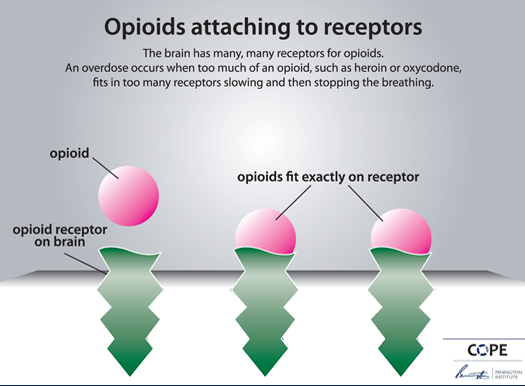 Opioids attaching to receptors
The brain has many, many receptors for opioids.
An overdose occurs when too much of an opioid, such as heroin or oxycodone,
fits in too many receptors slowing and then stopping the breathing.
opioid
opioids fit exactly on receptor
opioid receptor
on brain
COPE
PENINGTON
INSTITUTE